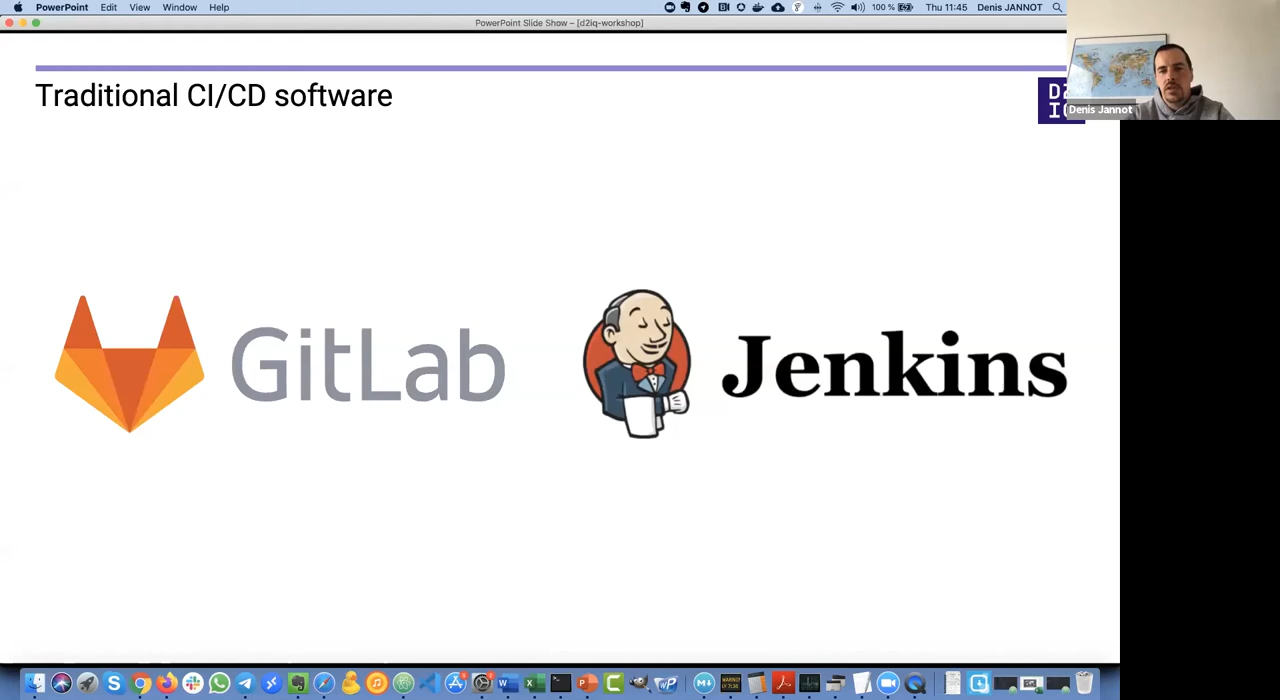 PowerPoint Edit View Window Help 100 % Thu 11:45 Denis JANNOT
PowerPoint Slide Show – [d2iq-workshop]
Traditional CI/CD software
Denis Jannot
GitLab
Jenkins